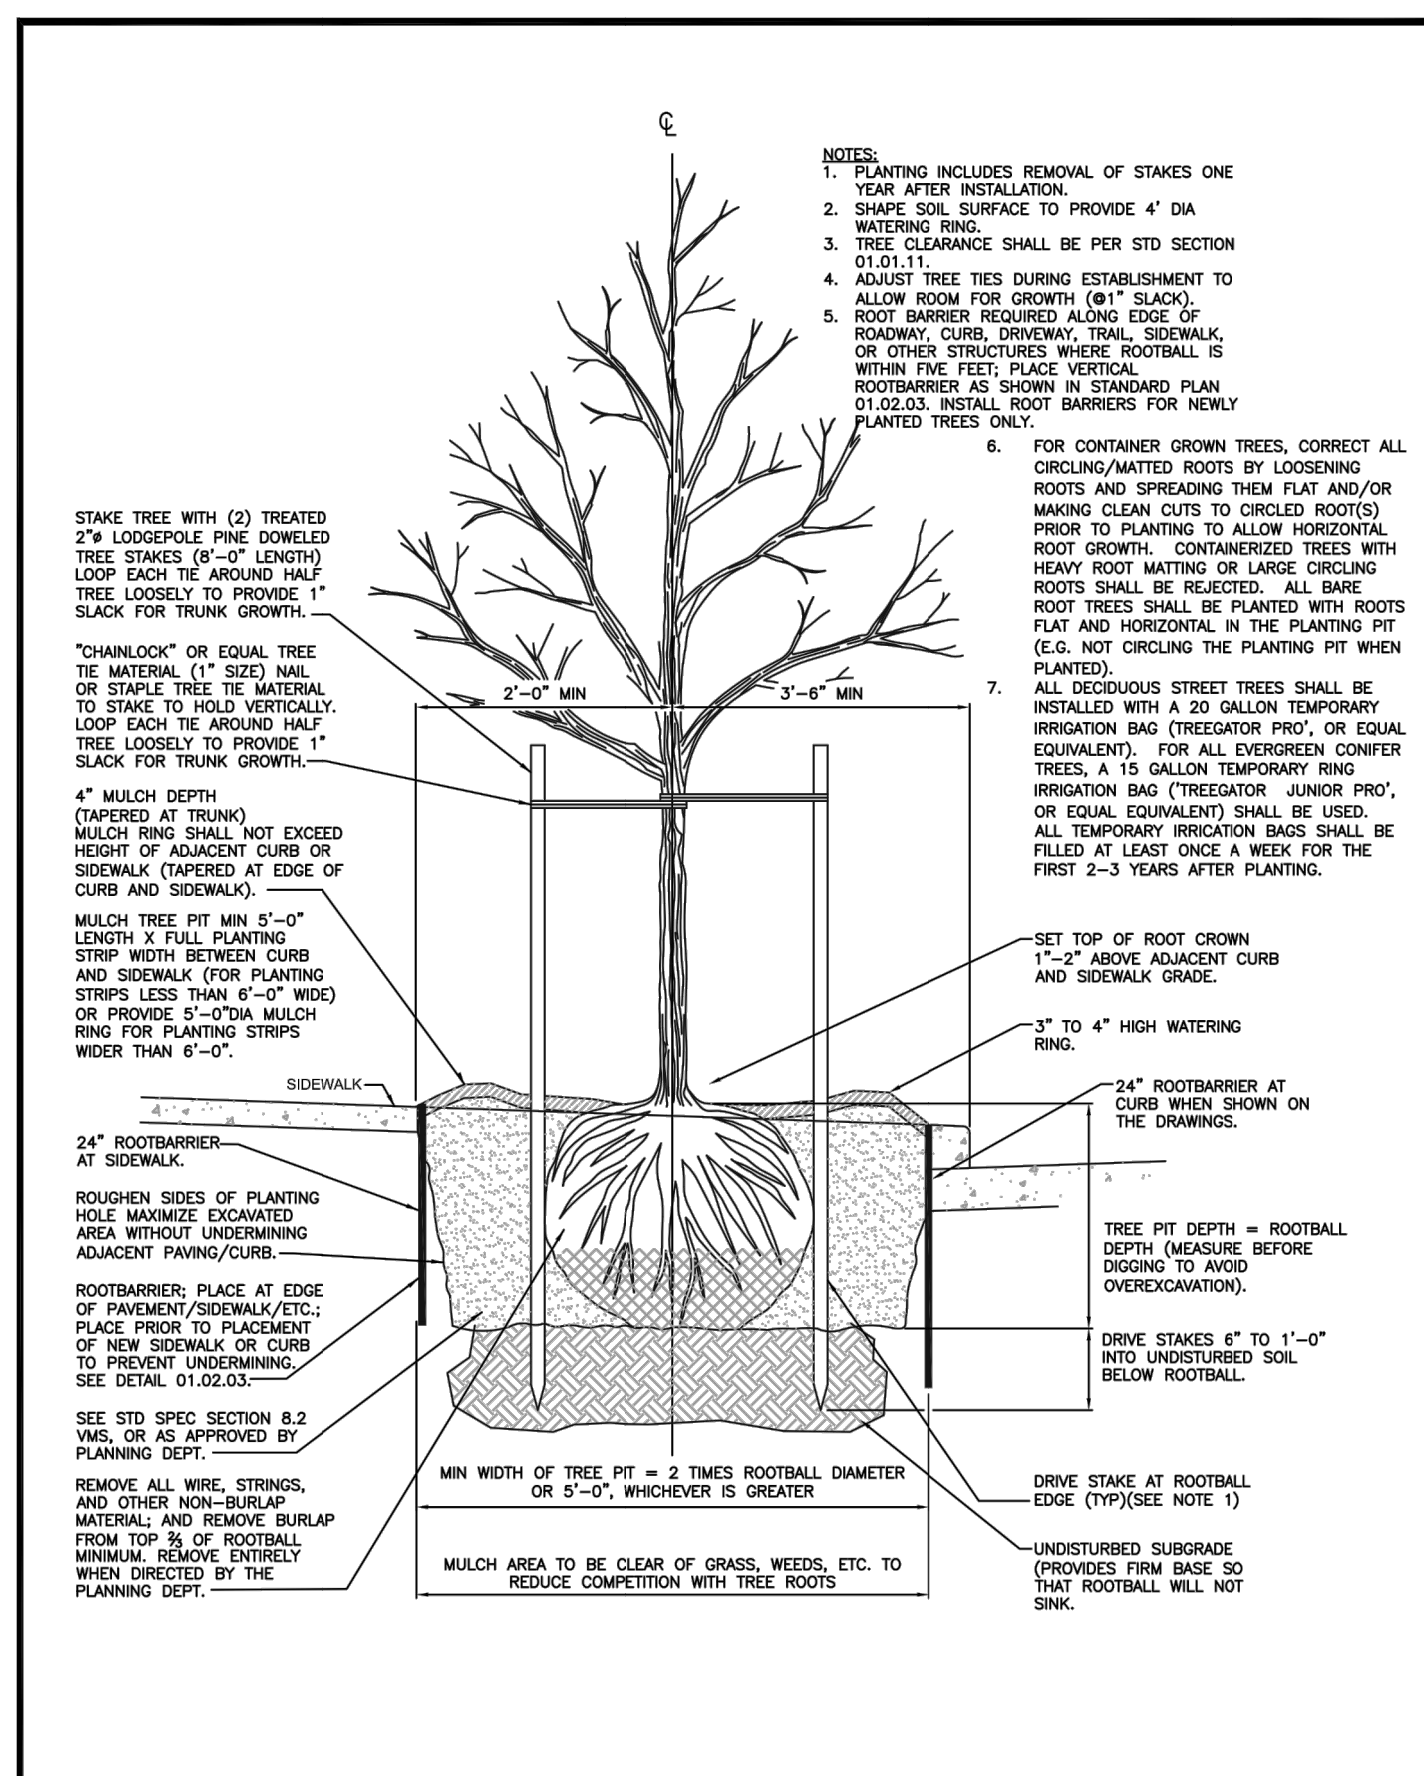 ℄
NOTES:
1. PLANTING INCLUDES REMOVAL OF STAKES ONE
YEAR AFTER INSTALLATION.
2. SHAPE SOIL SURFACE TO PROVIDE 4' DIA
WATERING RING.
3. TREE CLEARANCE SHALL BE PER STD SECTION
01.01.11.
4. ADJUST TREE TIES DURING ESTABLISHMENT TO
ALLOW ROOM FOR GROWTH (@1" SLACK).
5. ROOT BARRIER REQUIRED ALONG EDGE OF
ROADWAY, CURB, DRIVEWAY, TRAIL, SIDEWALK,
OR OTHER STRUCTURES WHERE ROOTBALL IS
WITHIN FIVE FEET; PLACE VERTICAL
ROOTBARRIER AS SHOWN IN STANDARD PLAN
01.02.03. INSTALL ROOT BARRIERS FOR NEWLY
PLANTED TREES ONLY.
6. FOR CONTAINER GROWN TREES, CORRECT ALL
CIRCLING/MATTED ROOTS BY LOOSENING
ROOTS AND SPREADING THEM FLAT AND/OR
MAKING CLEAN CUTS TO CIRCLED ROOT(S)
PRIOR TO PLANTING TO ALLOW HORIZONTAL
ROOT GROWTH. CONTAINERIZED TREES WITH
HEAVY ROOT MATTING OR LARGE CIRCLING
ROOTS SHALL BE REJECTED. ALL BARE
ROOT TREES SHALL BE PLANTED WITH ROOTS
FLAT AND HORIZONTAL IN THE PLANTING PIT
(E.G. NOT CIRCLING THE PLANTING PIT WHEN
PLANTED).
7. ALL DECIDUOUS STREET TREES SHALL BE
INSTALLED WITH A 20 GALLON TEMPORARY
IRRIGATION BAG (TREEGATOR PRO', OR EQUAL
EQUIVALENT). FOR ALL EVERGREEN CONIFER
TREES, A 15 GALLON TEMPORARY RING
IRRIGATION BAG ('TREEGATOR JUNIOR PRO',
OR EQUAL EQUIVALENT) SHALL BE USED.
ALL TEMPORARY IRRICATION BAGS SHALL BE
FILLED AT LEAST ONCE A WEEK FOR THE
FIRST 2-3 YEARS AFTER PLANTING.
STAKE TREE WITH (2) TREATED
2"ø LODGEPOLE PINE DOWELED
TREE STAKES (8'-0" LENGTH)
LOOP EACH TIE AROUND HALF
TREE LOOSELY TO PROVIDE 1"
SLACK FOR TRUNK GROWTH.
"CHAINLOCK" OR EQUAL TREE
TIE MATERIAL (1" SIZE) NAIL
OR STAPLE TREE TIE MATERIAL
TO STAKE TO HOLD VERTICALLY.
LOOP EACH TIE AROUND HALF
TREE LOOSELY TO PROVIDE 1"
SLACK FOR TRUNK GROWTH.
2'-0" MIN
3'-6" MIN
4" MULCH DEPTH
(TAPERED AT TRUNK)
MULCH RING SHALL NOT EXCEED
HEIGHT OF ADJACENT CURB OR
SIDEWALK (TAPERED AT EDGE OF
CURB AND SIDEWALK).
MULCH TREE PIT MIN 5'-0"
LENGTH X FULL PLANTING
STRIP WIDTH BETWEEN CURB
AND SIDEWALK (FOR PLANTING
STRIPS LESS THAN 6'-0" WIDE)
OR PROVIDE 5'-0"DIA MULCH
RING FOR PLANTING STRIPS
WIDER THAN 6'-0".
SIDEWALK
24" ROOTBARRIER
AT SIDEWALK.
ROUGHEN SIDES OF PLANTING
HOLE MAXIMIZE EXCAVATED
AREA WITHOUT UNDERMINING
ADJACENT PAVING/CURB.
ROOTBARRIER; PLACE AT EDGE
OF PAVEMENT/SIDEWALK/ETC.;
PLACE PRIOR TO PLACEMENT
OF NEW SIDEWALK OR CURB
TO PREVENT UNDERMINING.
SEE DETAIL 01.02.03.
SEE STD SPEC SECTION 8.2
VMS, OR AS APPROVED BY
PLANNING DEPT.
REMOVE ALL WIRE, STRINGS,
AND OTHER NON-BURLAP
MATERIAL; AND REMOVE BURLAP
FROM TOP ⅔ OF ROOTBALL
MINIMUM. REMOVE ENTIRELY
WHEN DIRECTED BY THE
PLANNING DEPT.
SET TOP OF ROOT CROWN
1"-2" ABOVE ADJACENT CURB
AND SIDEWALK GRADE.
3" TO 4" HIGH WATERING
RING.
24" ROOTBARRIER AT
CURB WHEN SHOWN ON
THE DRAWINGS.
TREE PIT DEPTH = ROOTBALL
DEPTH (MEASURE BEFORE
DIGGING TO AVOID
OVEREXCAVATION).
DRIVE STAKES 6" TO 1'-0"
INTO UNDISTURBED SOIL
BELOW ROOTBALL.
MIN WIDTH OF TREE PIT = 2 TIMES ROOTBALL DIAMETER
OR 5'-0", WHICHEVER IS GREATER
MULCH AREA TO BE CLEAR OF GRASS, WEEDS, ETC. TO
REDUCE COMPETITION WITH TREE ROOTS
DRIVE STAKE AT ROOTBALL
EDGE (TYP)(SEE NOTE 1)
UNDISTURBED SUBGRADE
(PROVIDES FIRM BASE SO
THAT ROOTBALL WILL NOT
SINK.